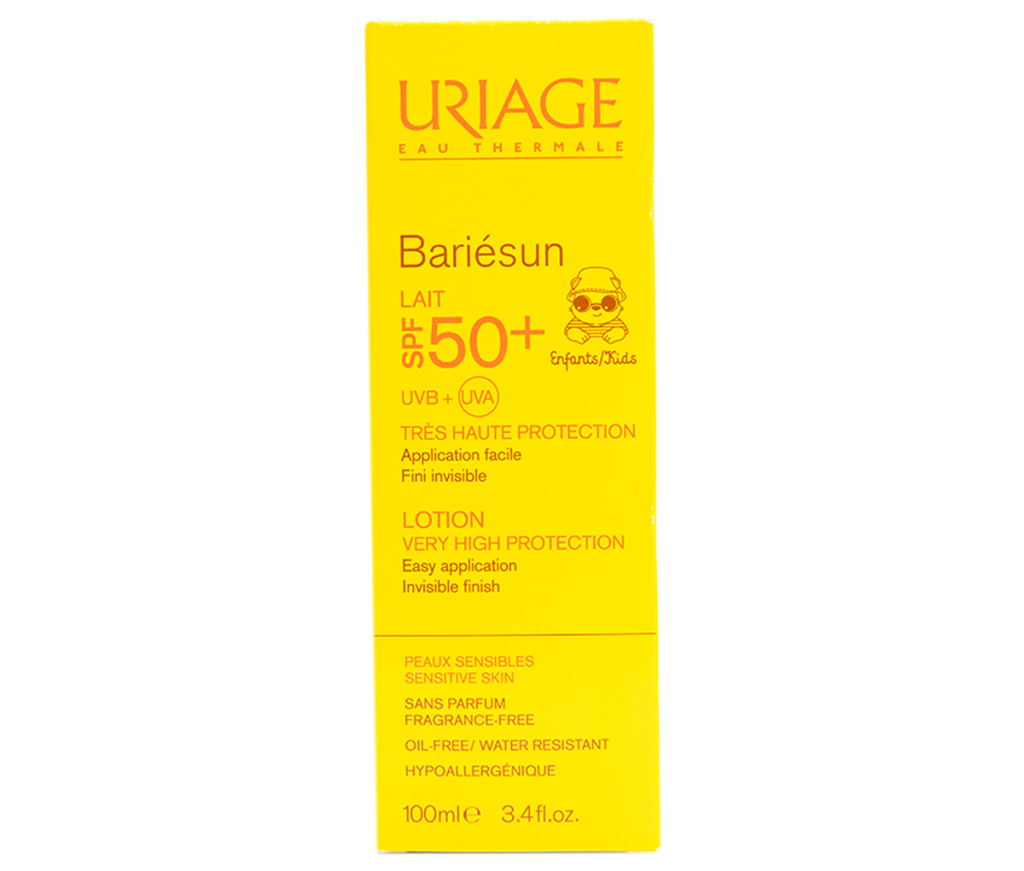 URIAGE
EAU THERMALE
Bariésun
LAIT
SPF 50+
Enfants/Kids
UVB + UVA
TRÈS HAUTE PROTECTION
Application facile
Fini invisible
LOTION
VERY HIGH PROTECTION
Easy application
Invisible finish
PEAUX SENSIBLES
SENSITIVE SKIN
SANS PARFUM
FRAGRANCE-FREE
OIL-FREE/ WATER RESISTANT
HYPOALLERGÉNIQUE
100ml℮ 3.4fl.oz.